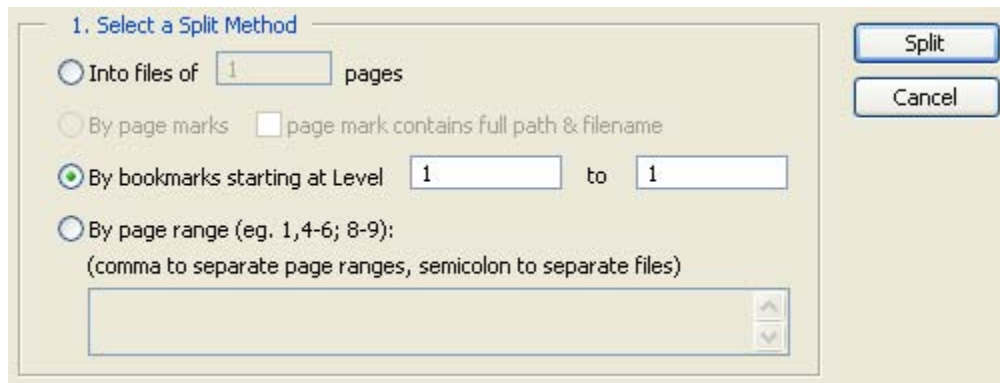 1. Select a Split Method
Into files of 1 pages
By page marks page mark contains full path & filename
By bookmarks starting at Level 1 to 1
By page range (eg. 1,4-6; 8-9):
(comma to separate page ranges, semicolon to separate files)
Split
Cancel